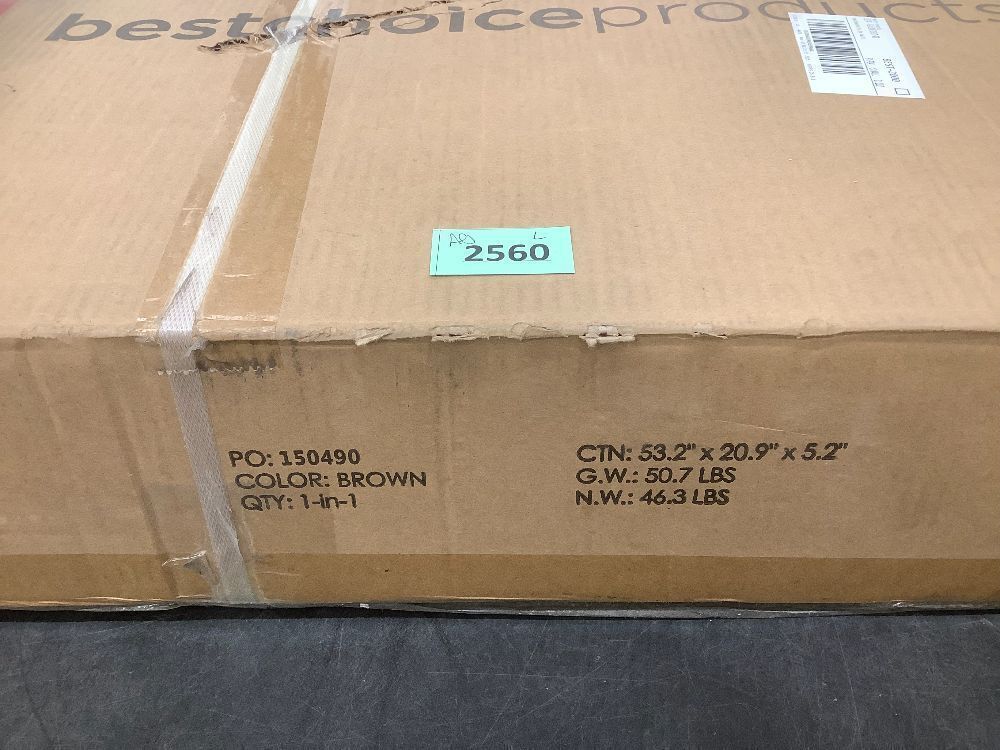 bestchoiceproducts
2560
L
PO: 150490
COLOR: BROWN
QTY: 1-in-1
CTN: 53.2" x 20.9" x 5.2"
G.W.: 50.7 LBS
N.W.: 46.3 LBS